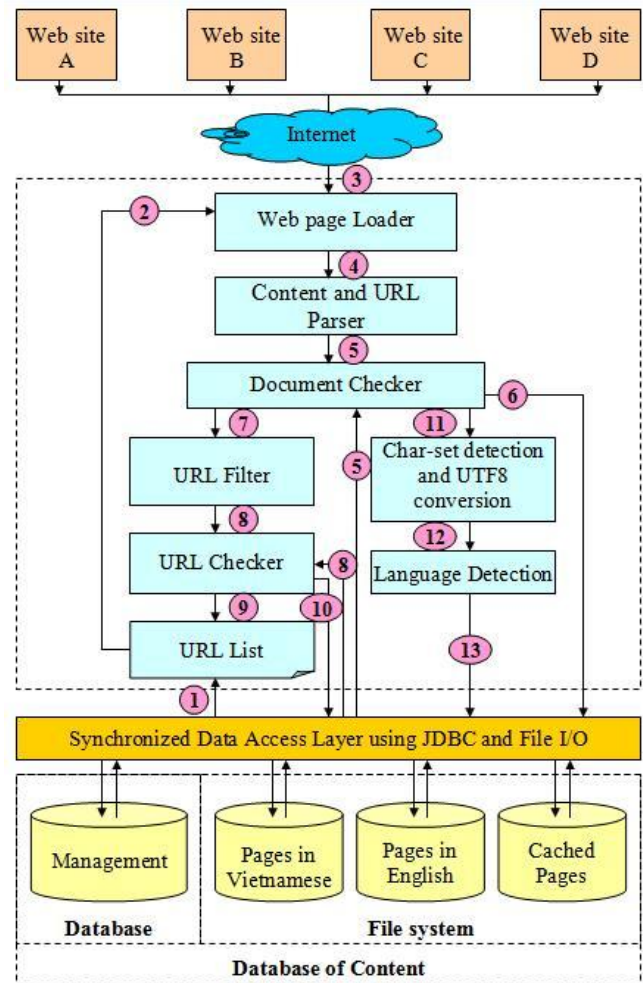 Web site
A
Web site
B
Web site
C
Web site
D
Internet
3
2
Web page Loader
4
Content and URL
Parser
5
Document Checker
6
7
11
URL Filter
5
Char-set detection
and UTF8
conversion
8
12
URL Checker
8
Language Detection
9
10
URL List
13
1
Synchronized Data Access Layer using JDBC and File I/O
Management
Pages in
Vietnamese
Pages in
English
Cached
Pages
Database
File system
Database of Content